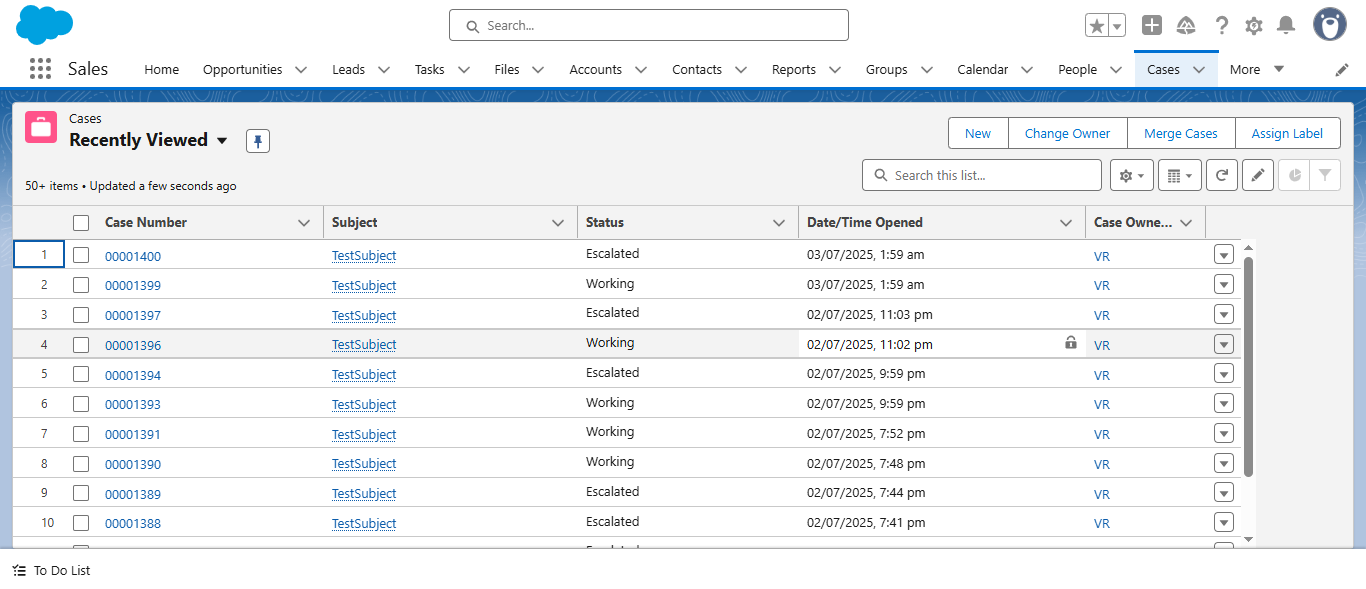 Search...
Sales Home Opportunities Leads Tasks Files Accounts Contacts Reports Groups Calendar People Cases More
Cases
Recently Viewed
New Change Owner Merge Cases Assign Label
50+ items • Updated a few seconds ago
Search this list...
Case Number Subject Status Date/Time Opened Case Owne...
1 00001400 TestSubject Escalated 03/07/2025, 1:59 am VR
2 00001399 TestSubject Working 03/07/2025, 1:59 am VR
3 00001397 TestSubject Escalated 02/07/2025, 11:03 pm VR
4 00001396 TestSubject Working 02/07/2025, 11:02 pm VR
5 00001394 TestSubject Escalated 02/07/2025, 9:59 pm VR
6 00001393 TestSubject Working 02/07/2025, 9:59 pm VR
7 00001391 TestSubject Working 02/07/2025, 7:52 pm VR
8 00001390 TestSubject Working 02/07/2025, 7:48 pm VR
9 00001389 TestSubject Escalated 02/07/2025, 7:44 pm VR
10 00001388 TestSubject Escalated 02/07/2025, 7:41 pm VR
To Do List